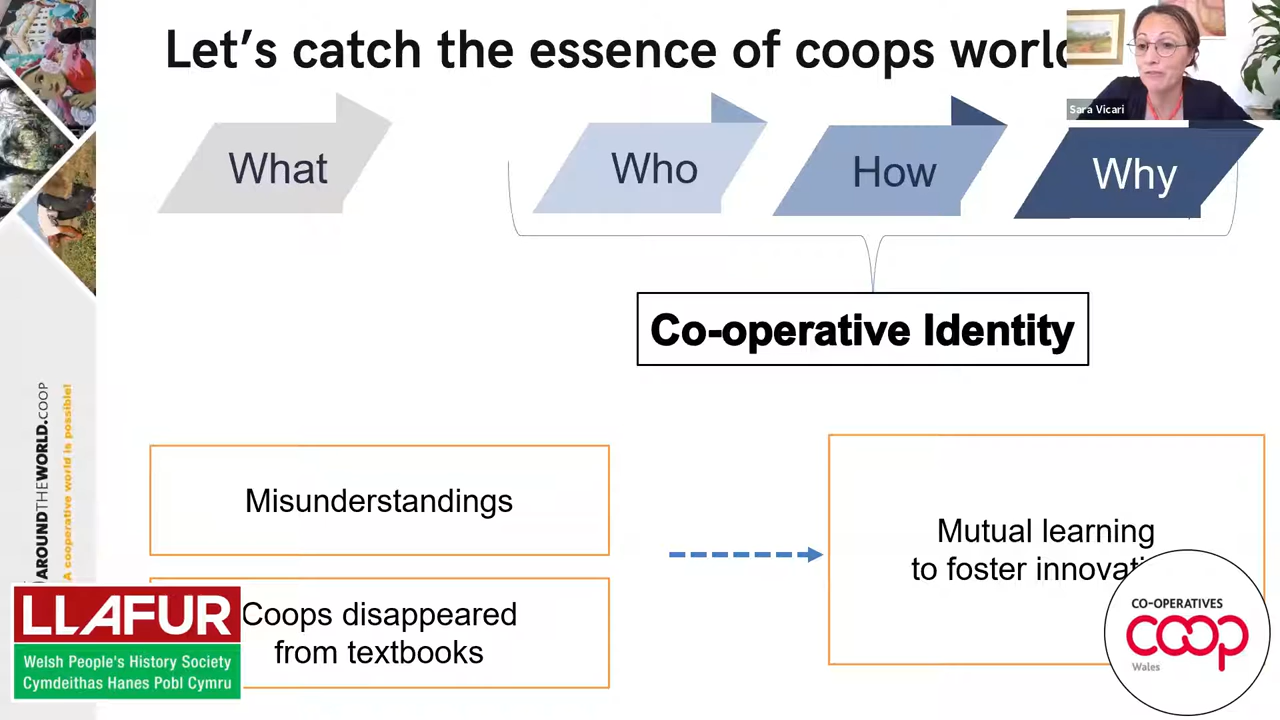 Let's catch the essence of coops world
Sara Vicari
What
Who
How
Why
Co-operative Identity
Misunderstandings
Coops disappeared
from textbooks
Mutual learning
to foster
AROUNDTHEWORLD.COOP
A cooperative world is possible!
LLAFUR
Welsh People's History Society
Cymdeithas Hanes Pobl Cymru
CO-OPERATIVES
coop
Wales